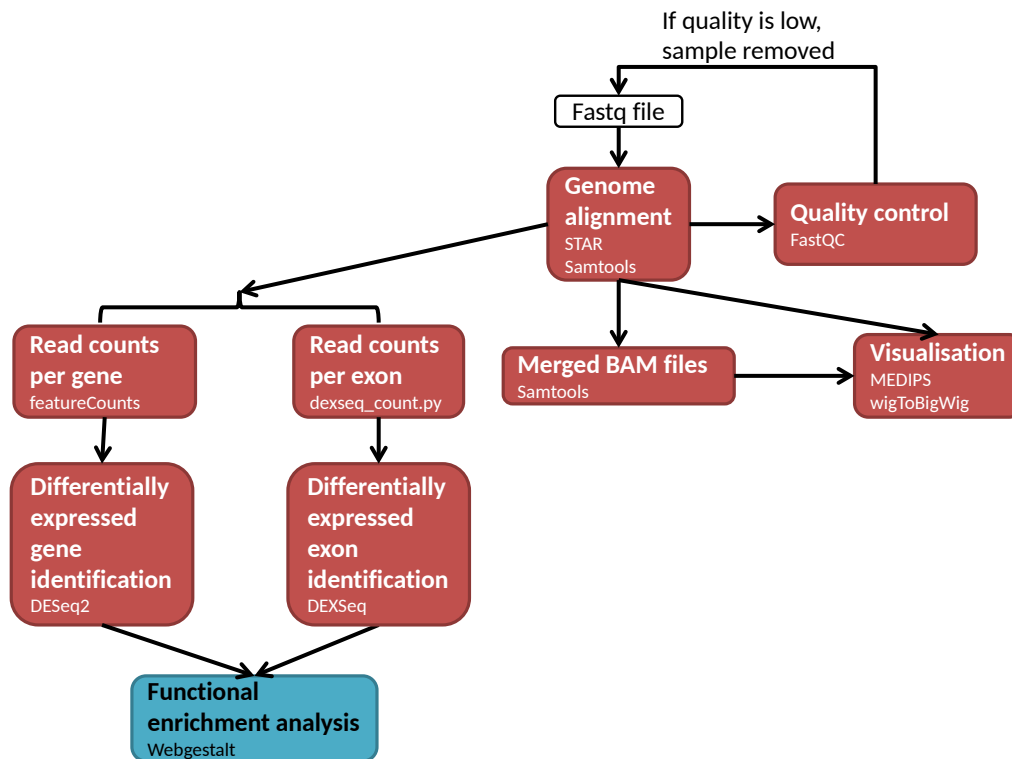 If quality is low,
sample removed
Fastq file
Genome
alignment
STAR
Samtools
Quality control
FastQC
Read counts
per gene
featureCounts
Read counts
per exon
dexseq_count.py
Merged BAM files
Samtools
Visualisation
MEDIPS
wigToBigWig
Differentially
expressed
gene
identification
DESeq2
Differentially
expressed
exon
identification
DEXSeq
Functional
enrichment analysis
Webgestalt